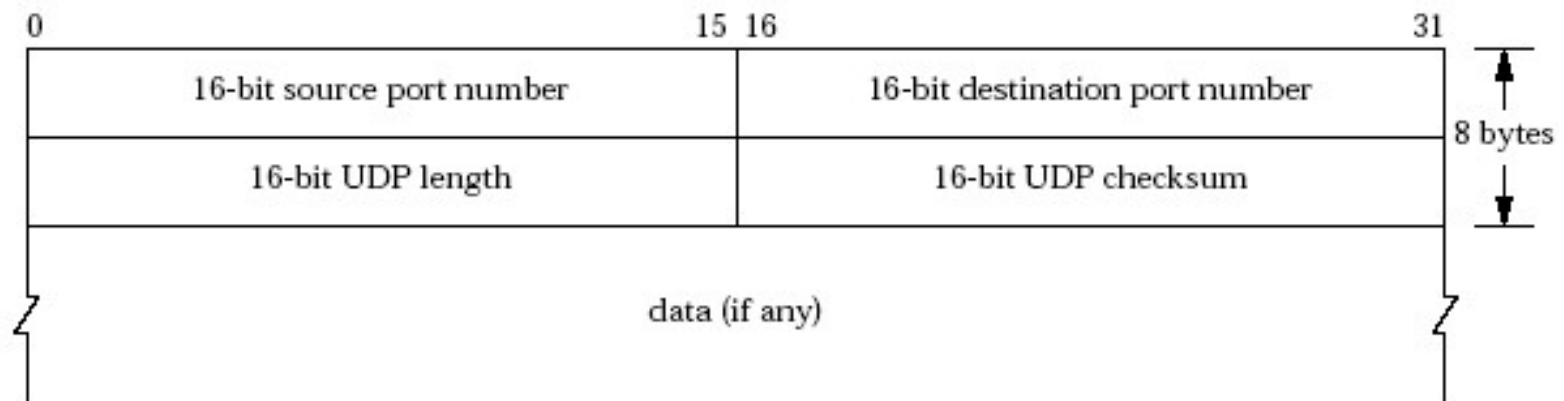 0 15 16 31
16-bit source port number 16-bit destination port number
8 bytes
16-bit UDP length 16-bit UDP checksum
data (if any)